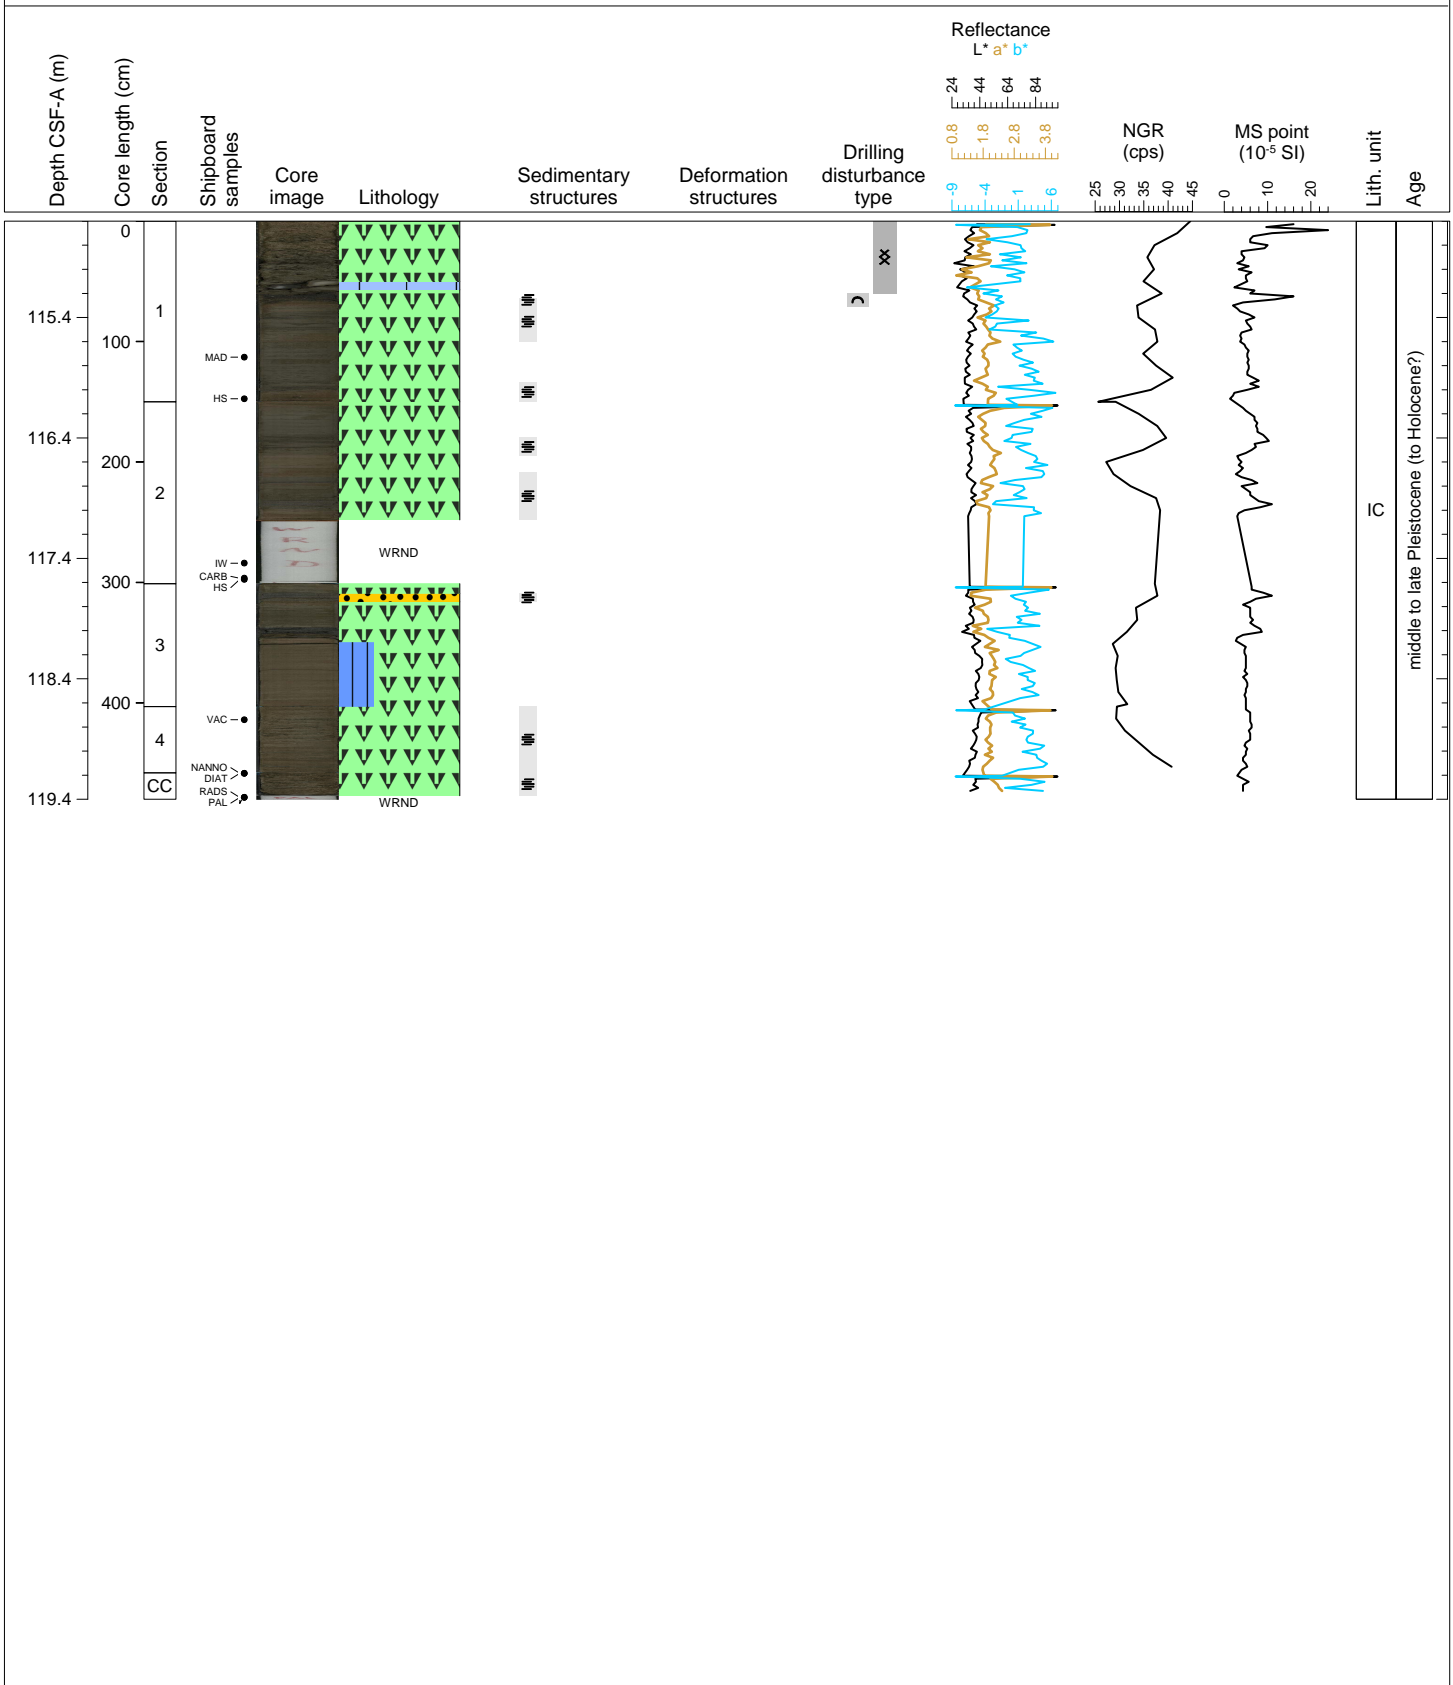 Reflectance
L* a* b*
24 44 64 84
0.8 1.8 2.8 3.8
-9 -4 1 6
Depth CSF-A (m)
Core length (cm)
Section
Shipboard
samples
Core
image
Lithology
Sedimentary
structures
Deformation
structures
Drilling
disturbance
type
NGR
(cps)
25 30 35 40 45
MS point
(10-5 SI)
0 10 20
Lith. unit
Age
0
1
115.4
100
MAD
HS
116.4
200
2
WRND
117.4
IW
CARB
300
HS
3
118.4
400
VAC
4
NANNO
DIAT
CC
RADS
119.4
PAL
WRND
IC
middle to late Pleistocene (to Holocene?)
W
R
N
D